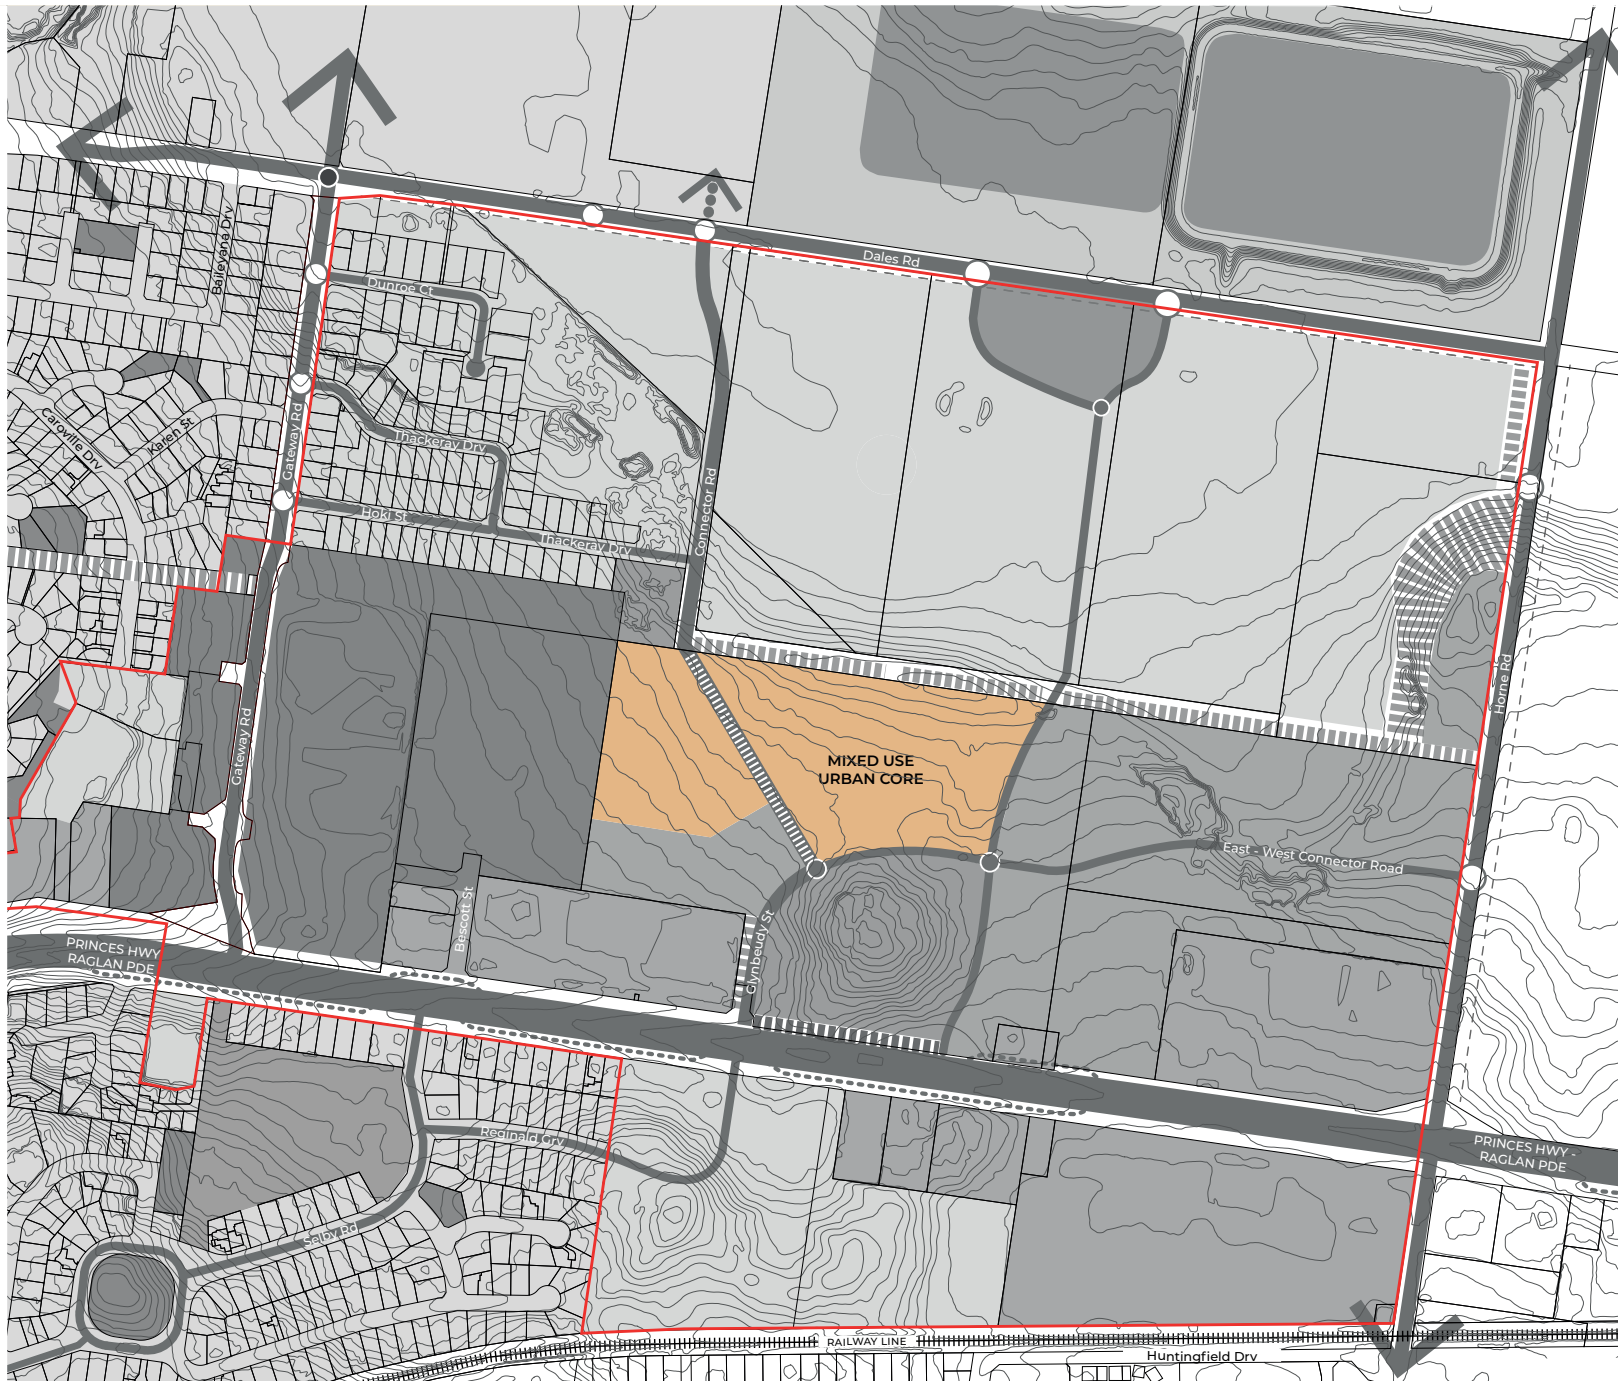 Baileyana Drv
Dales Rd
Dunroe Ct
Caroville Drv
Karen St
Gateway Rd
Thackeray Drv
Hoki St
Thackeray Drv
Connector Rd
Horne Rd
Gateway Rd
MIXED USE
URBAN CORE
East - West Connector Road
Bescott St
Glynbeudy St
PRINCES HWY
RAGLAN PDE
Reginald Grv
PRINCES HWY -
RAGLAN PDE
Selby Rd
RAILWAY LINE
Huntingfield Drv